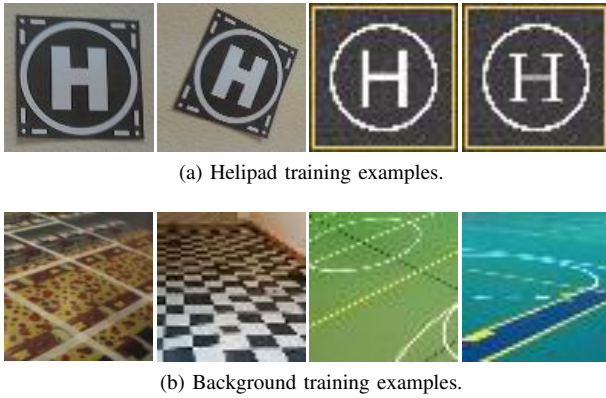 H H H H
(a) Helipad training examples.
(b) Background training examples.